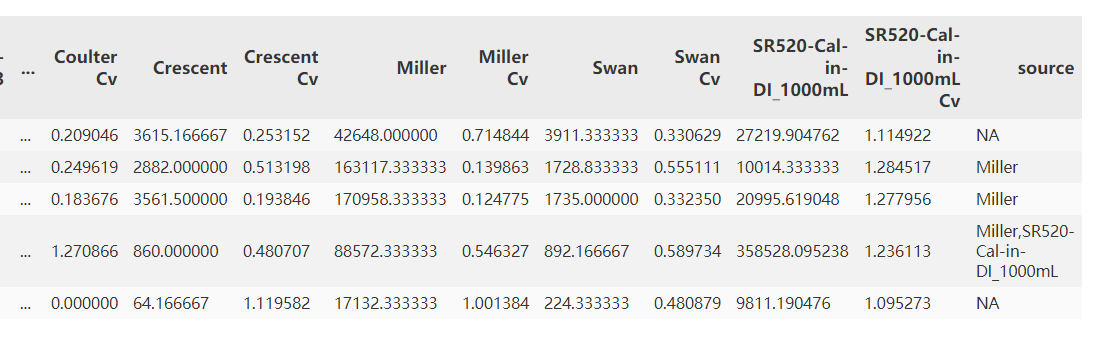 SR520-Cal-
in-
DI_1000mL
Cv
SR520-Cal-
in-
DI_1000mL
... Coulter
Cv Crescent Crescent
Cv Miller Miller
Cv Swan Swan
Cv source
... 0.209046 3615.166667 0.253152 42648.000000 0.714844 3911.333333 0.330629 27219.904762 1.114922 NA
... 0.249619 2882.000000 0.513198 163117.333333 0.139863 1728.833333 0.555111 10014.333333 1.284517 Miller
... 0.183676 3561.500000 0.193846 170958.333333 0.124775 1735.000000 0.332350 20995.619048 1.277956 Miller
... 1.270866 860.000000 0.480707 88572.333333 0.546327 892.166667 0.589734 358528.095238 1.236113 Miller,SR520-
Cal-in-
DI_1000mL
... 0.000000 64.166667 1.119582 17132.333333 1.001384 224.333333 0.480879 9811.190476 1.095273 NA